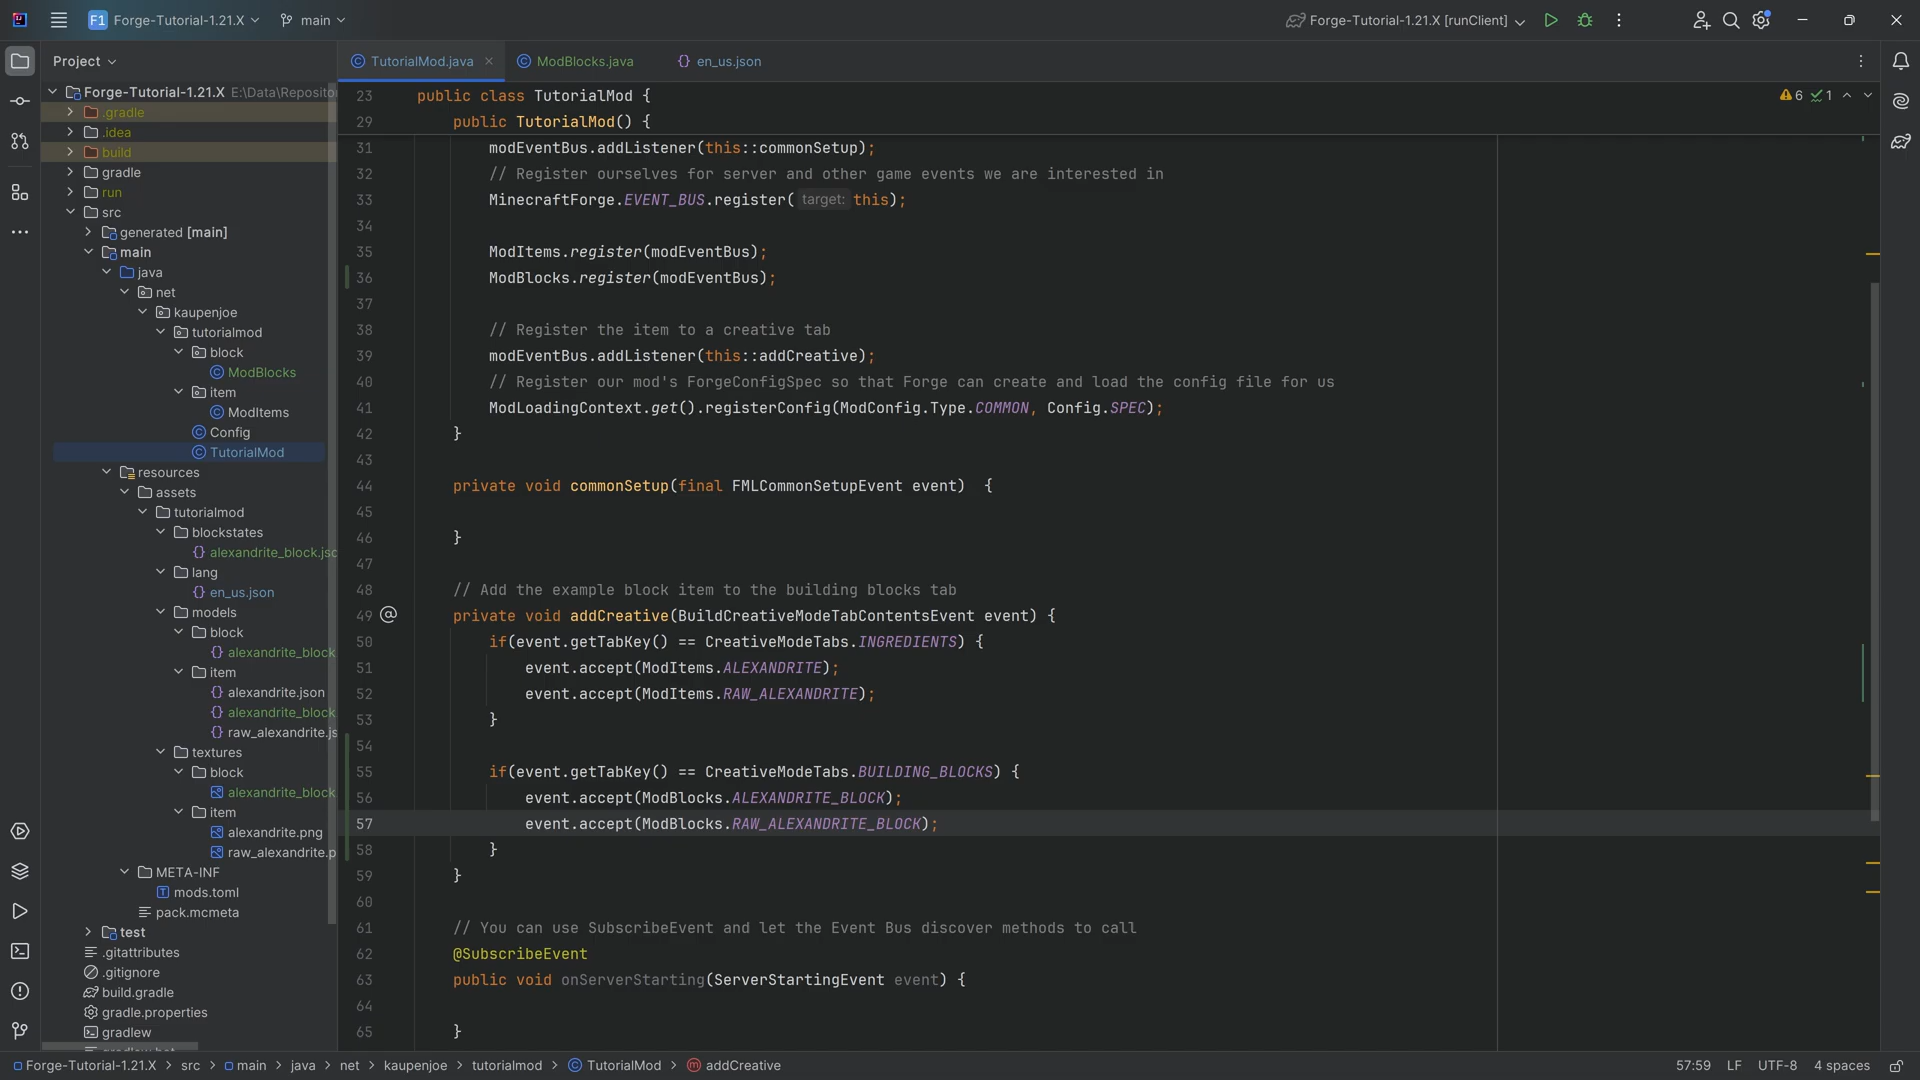 F1 Forge-Tutorial-1.21.X main Forge-Tutorial-1.21.X [runClient]
Project
TutorialMod.java ModBlocks.java {} en_us.json
Forge-Tutorial-1.21.X E:\Data\Reposito
.gradle
.idea
build
gradle
run
src
generated [main]
main
java
net
kaupenjoe
tutorialmod
block
ModBlocks
item
ModItems
Config
TutorialMod
resources
assets
tutorialmod
blockstates
{} alexandrite_block.jso
lang
{} en_us.json
models
block
{} alexandrite_block
item
{} alexandrite.json
{} alexandrite_block
{} raw_alexandrite.js
textures
block
alexandrite_block
item
alexandrite.png
raw_alexandrite.p
META-INF
mods.toml
pack.mcmeta
test
.gitattributes
.gitignore
build.gradle
gradle.properties
gradlew
6 1
23 public class TutorialMod {
29 public TutorialMod() {
31 modEventBus.addListener(this::commonSetup);
32 // Register ourselves for server and other game events we are interested in
33 MinecraftForge.EVENT_BUS.register( target: this);
34
35 ModItems.register(modEventBus);
36 ModBlocks.register(modEventBus);
37
38 // Register the item to a creative tab
39 modEventBus.addListener(this::addCreative);
40 // Register our mod's ForgeConfigSpec so that Forge can create and load the config file for us
41 ModLoadingContext.get().registerConfig(ModConfig.Type.COMMON, Config.SPEC);
42 }
43
44 private void commonSetup(final FMLCommonSetupEvent event) {
45
46 }
47
48 // Add the example block item to the building blocks tab
49 @ private void addCreative(BuildCreativeModeTabContentsEvent event) {
50 if(event.getTabKey() == CreativeModeTabs.INGREDIENTS) {
51 event.accept(ModItems.ALEXANDRITE);
52 event.accept(ModItems.RAW_ALEXANDRITE);
53 }
54
55 if(event.getTabKey() == CreativeModeTabs.BUILDING_BLOCKS) {
56 event.accept(ModBlocks.ALEXANDRITE_BLOCK);
57 event.accept(ModBlocks.RAW_ALEXANDRITE_BLOCK);
58 }
59 }
60
61 // You can use SubscribeEvent and let the Event Bus discover methods to call
62 @SubscribeEvent
63 public void onServerStarting(ServerStartingEvent event) {
64
65 }
Forge-Tutorial-1.21.X > src > main > java > net > kaupenjoe > tutorialmod > TutorialMod > addCreative 57:59 LF UTF-8 4 spaces